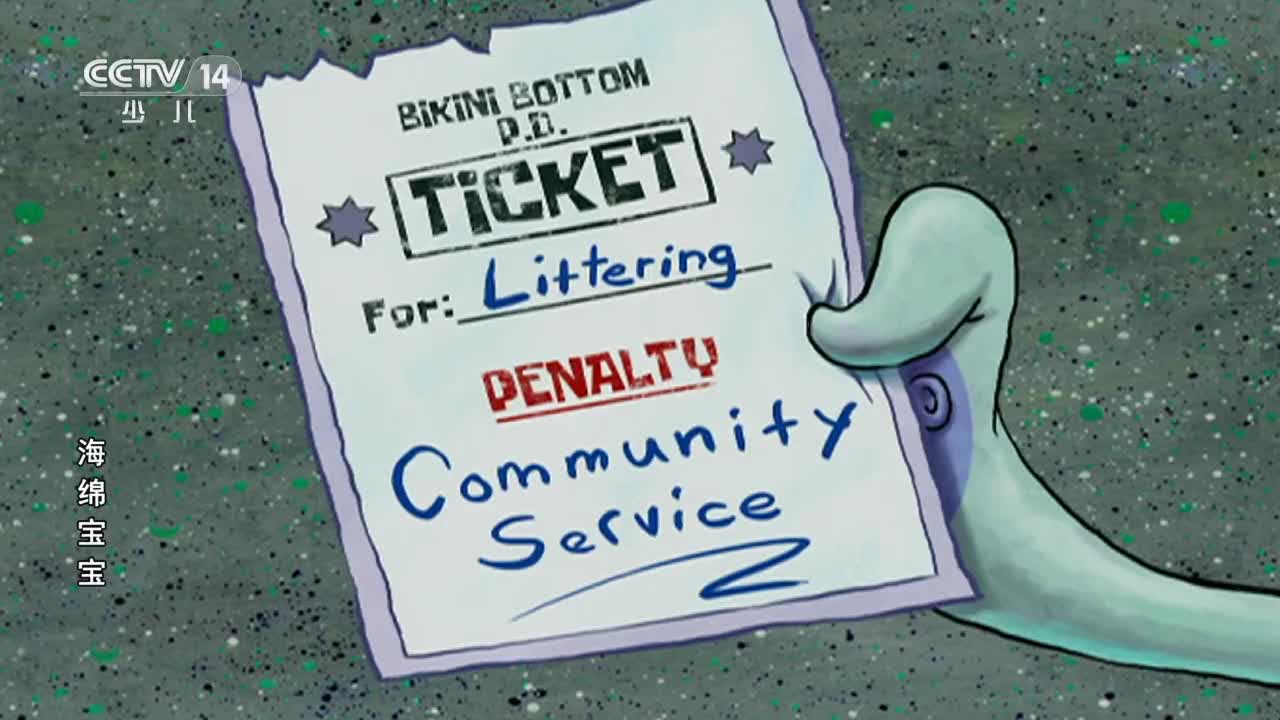 CCTV 14
少儿
BIKINI BOTTOM
P.D.
TICKET
For: Littering
PENALTY
Community
Service
海绵宝宝